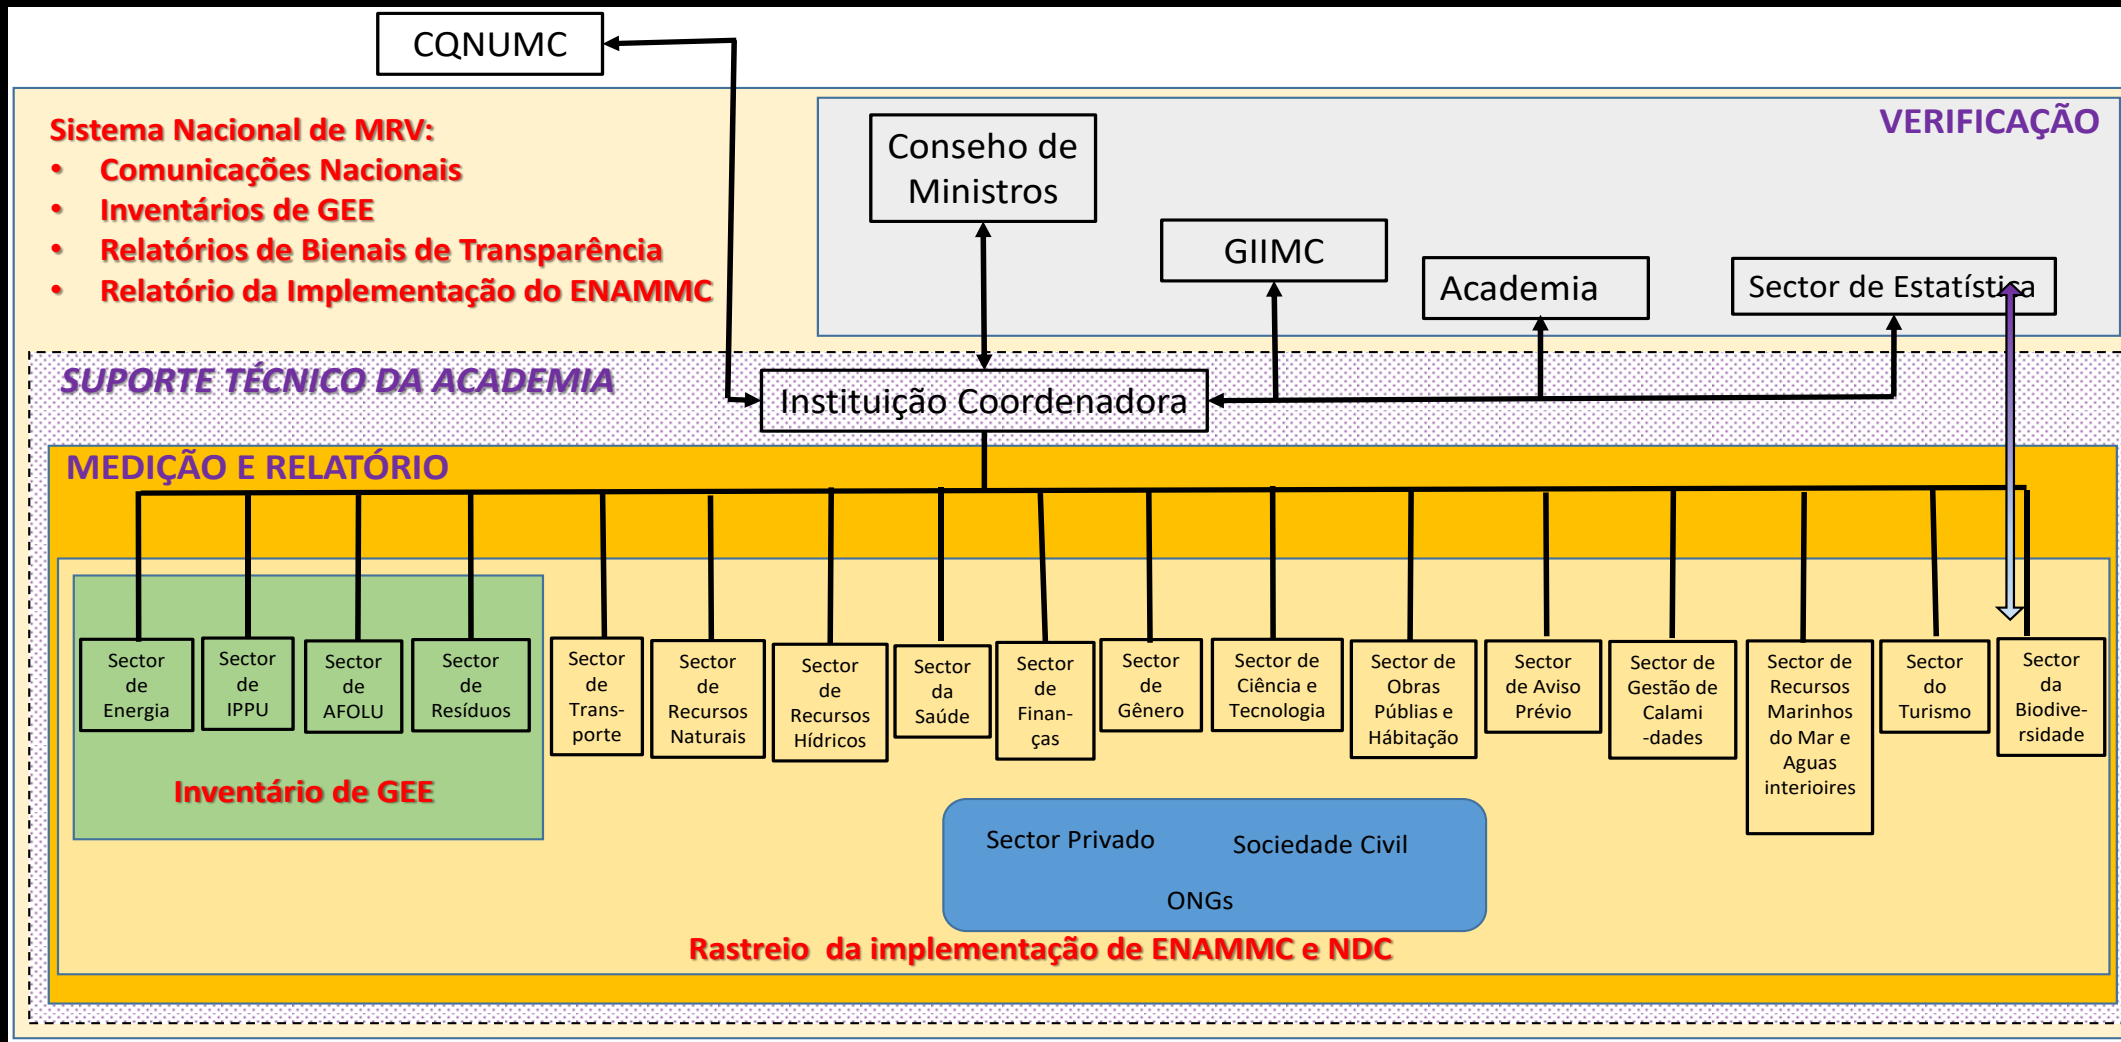 CQNUMC
Sistema Nacional de MRV:
• Comunicações Nacionais
• Inventários de GEE
• Relatórios de Bienais de Transparência
• Relatório da Implementação do ENAMMC
VERIFICAÇÃO
Conseho de
Ministros
GIIMC
Academia
Sector de Estatística
SUPORTE TÉCNICO DA ACADEMIA
Instituição Coordenadora
MEDIÇÃO E RELATÓRIO
Sector
de
Energia
Sector
de
IPPU
Sector
de
AFOLU
Sector
de
Resíduos
Sector
de
Trans-
porte
Sector
de
Recursos
Naturais
Sector
de
Recursos
Hídricos
Sector
da
Saúde
Sector
de
Finan-
ças
Sector
de
Gênero
Sector de
Ciência e
Tecnologia
Sector de
Obras
Públias e
Hábitação
Sector
de Aviso
Prévio
Sector de
Gestão de
Calami
-dades
Sector de
Recursos
Marinhos
do Mar e
Aguas
interioires
Sector
do
Turismo
Sector
da
Biodive-
rsidade
Inventário de GEE
Sector Privado
Sociedade Civil
ONGs
Rastreio da implementação de ENAMMC e NDC